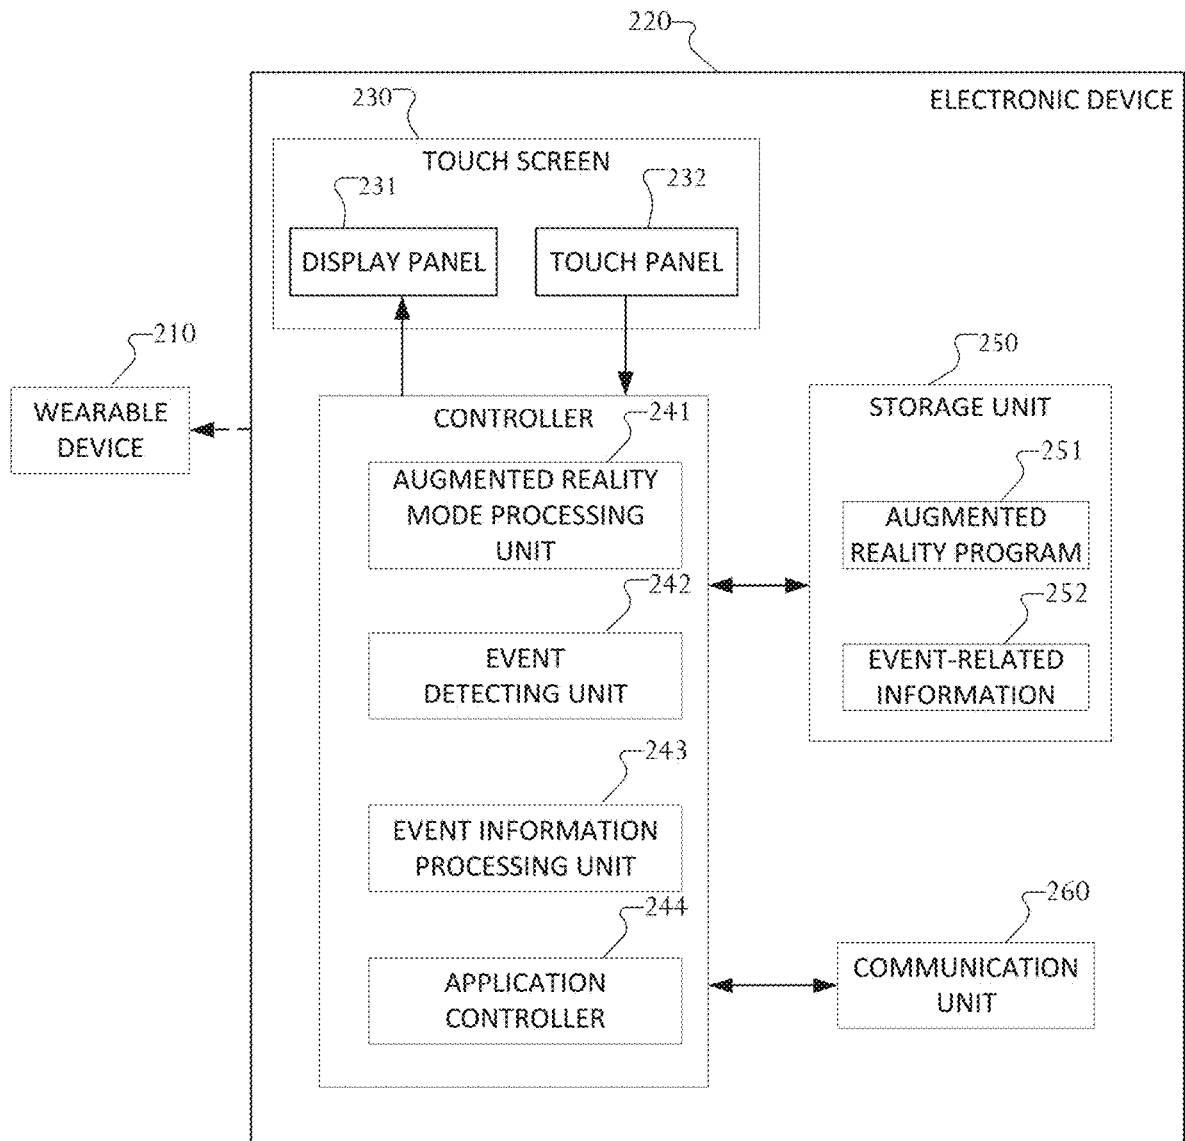 220
ELECTRONIC DEVICE
230
TOUCH SCREEN
231
DISPLAY PANEL
232
TOUCH PANEL
210
WEARABLE
DEVICE
CONTROLLER
241
AUGMENTED REALITY
MODE PROCESSING
UNIT
242
EVENT
DETECTING UNIT
243
EVENT INFORMATION
PROCESSING UNIT
244
APPLICATION
CONTROLLER
250
STORAGE UNIT
251
AUGMENTED
REALITY PROGRAM
252
EVENT-RELATED
INFORMATION
260
COMMUNICATION
UNIT